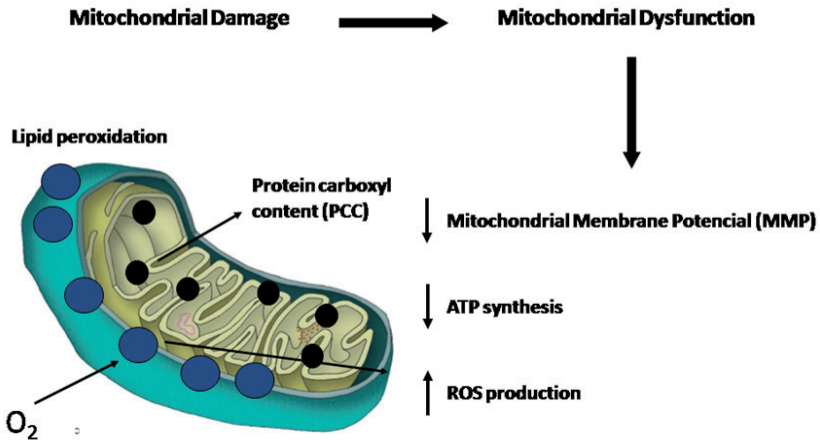 Mitochondrial Damage
Mitochondrial Dysfunction
Lipid peroxidation
Protein carboxyl
content (PCC)
Mitochondrial Membrane Potencial (MMP)
ATP synthesis
ROS production
O2